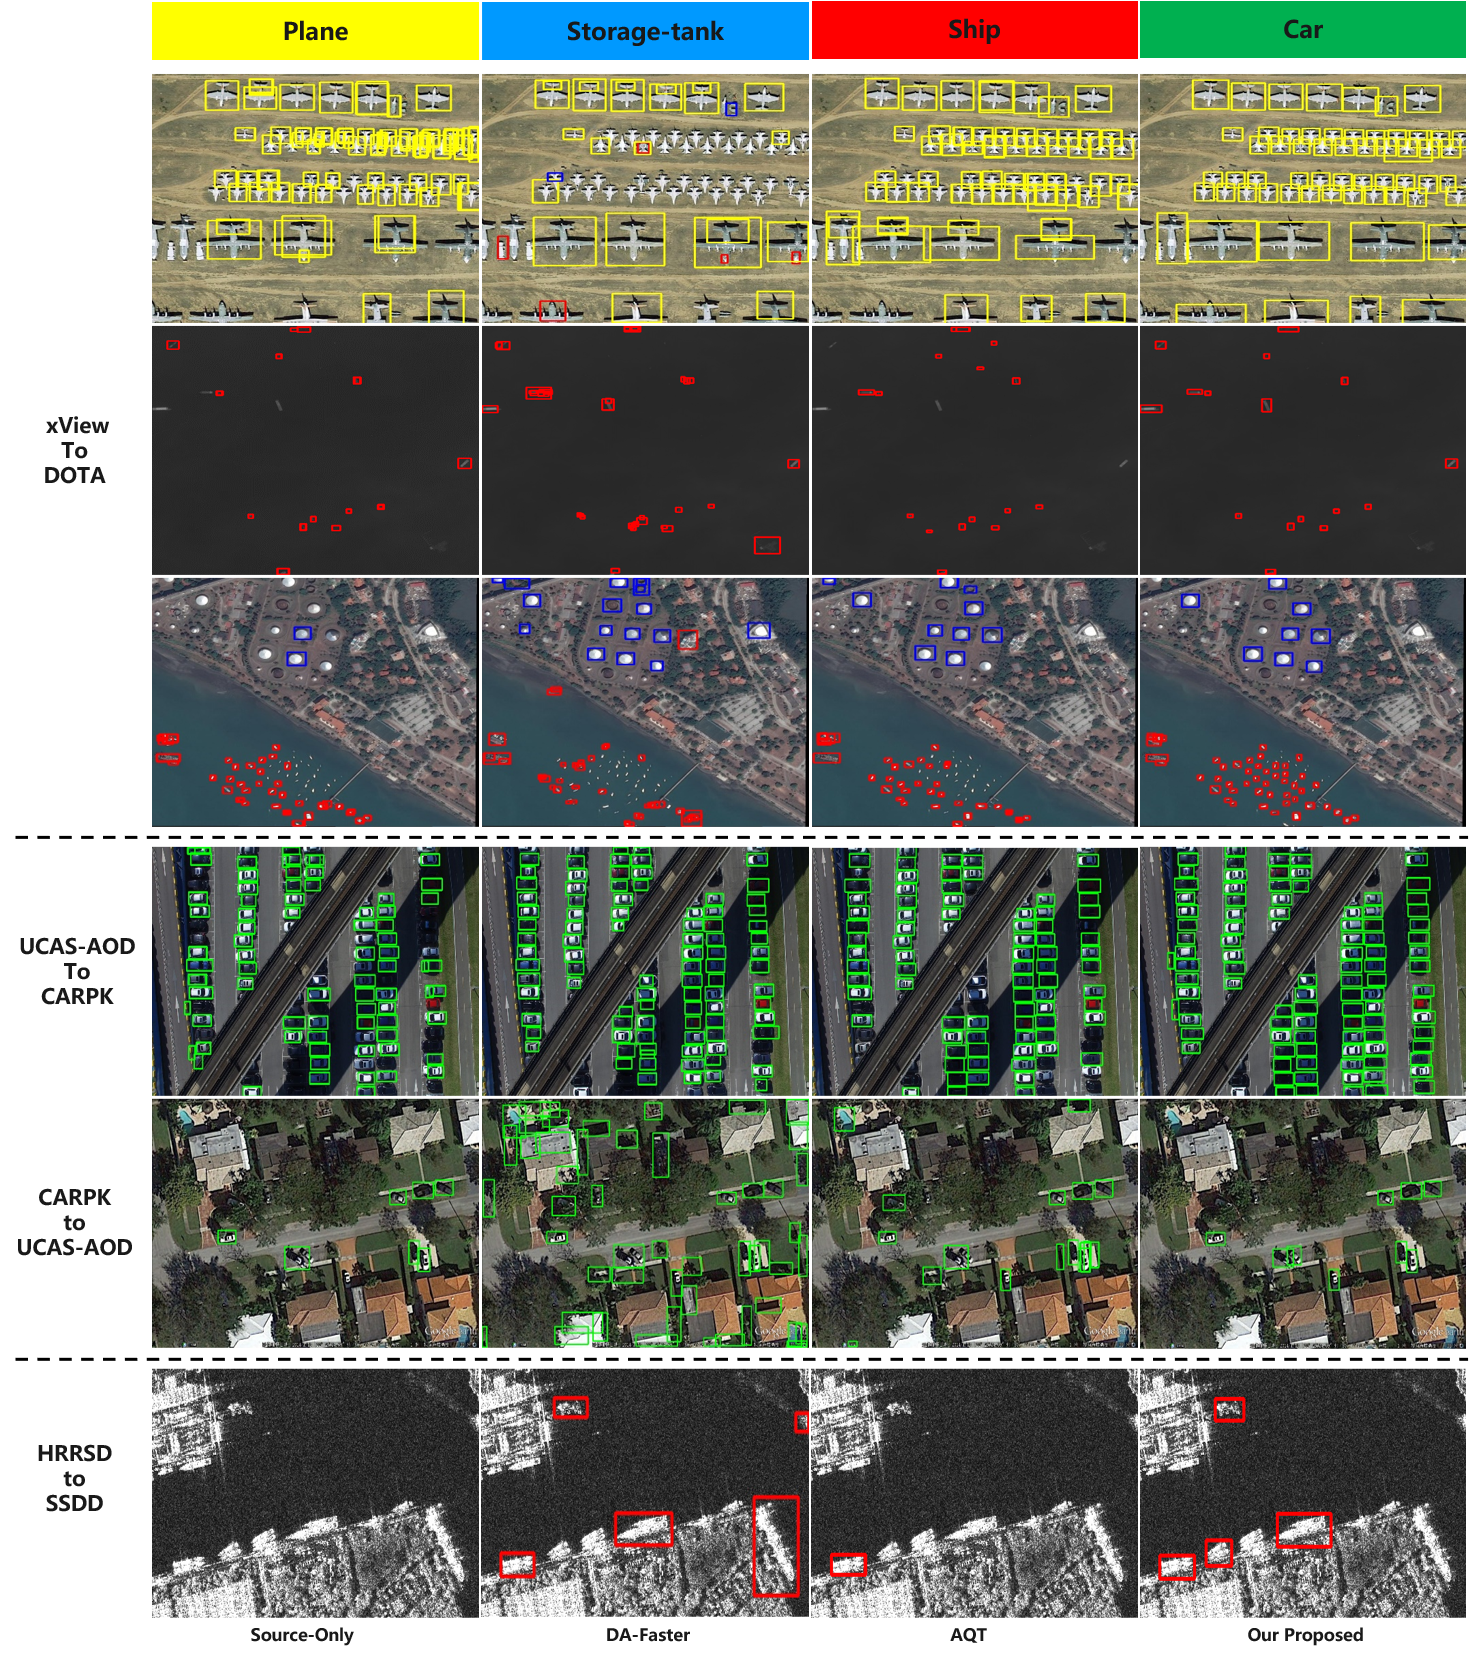 Plane
Storage-tank
Ship
Car
xView
To
DOTA
UCAS-AOD
To
CARPK
CARPK
to
UCAS-AOD
HRRSD
to
SSDD
Source-Only
DA-Faster
AQT
Our Proposed